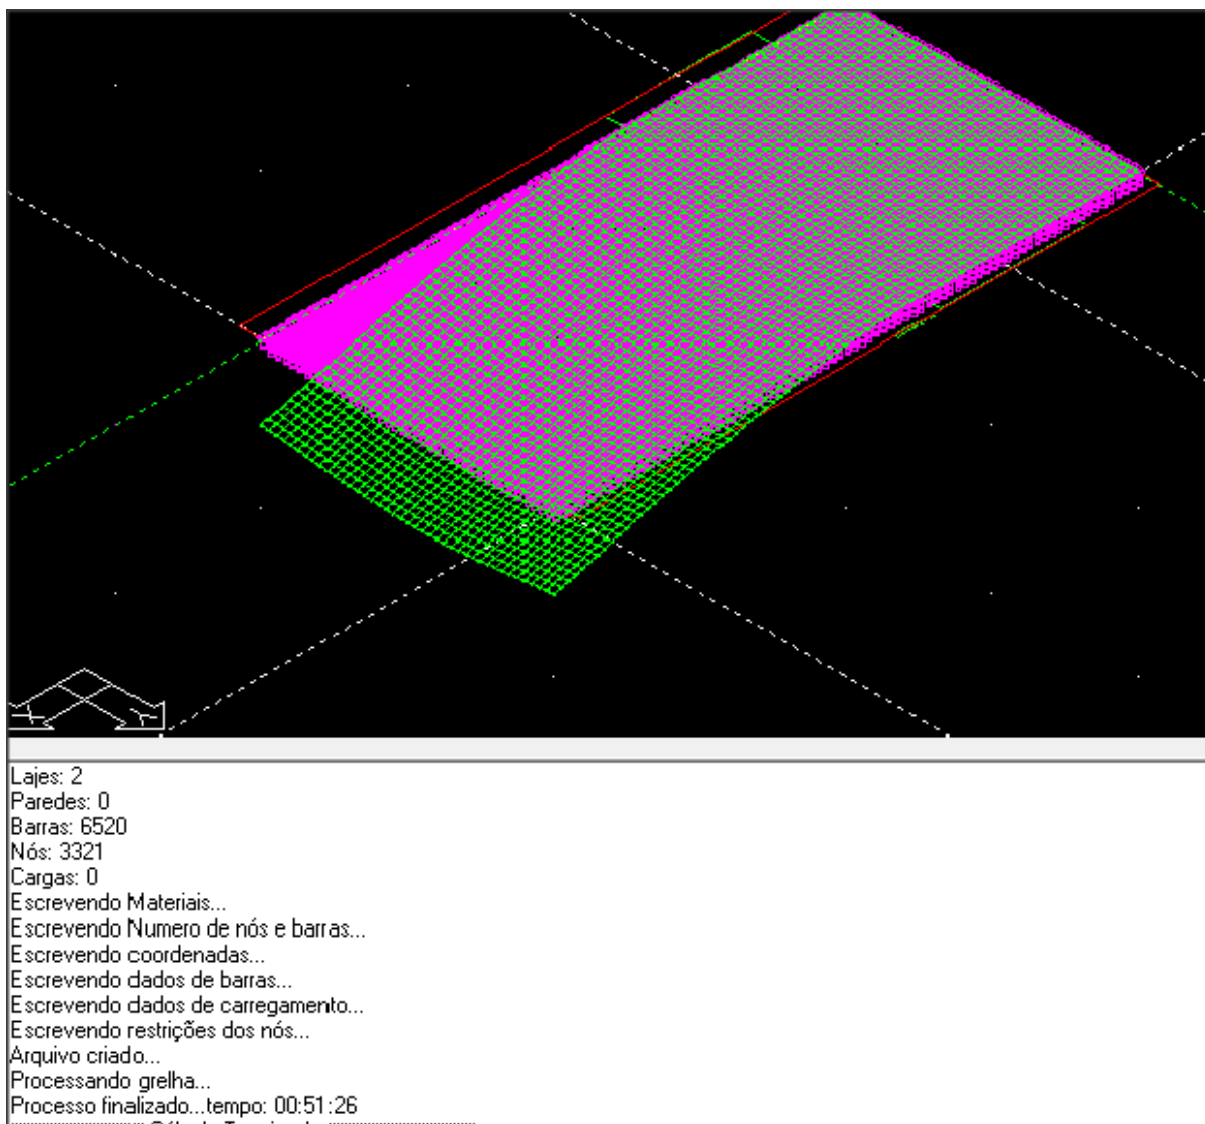 Lajes: 2
Paredes: 0
Barras: 6520
Nós: 3321
Cargas: 0
Escrevendo Materiais...
Escrevendo Numero de nós e barras...
Escrevendo coordenadas...
Escrevendo dados de barras...
Escrevendo dados de carregamento...
Escrevendo restrições dos nós...
Arquivo criado...
Processando grelha...
Processo finalizado...tempo: 00:51:26